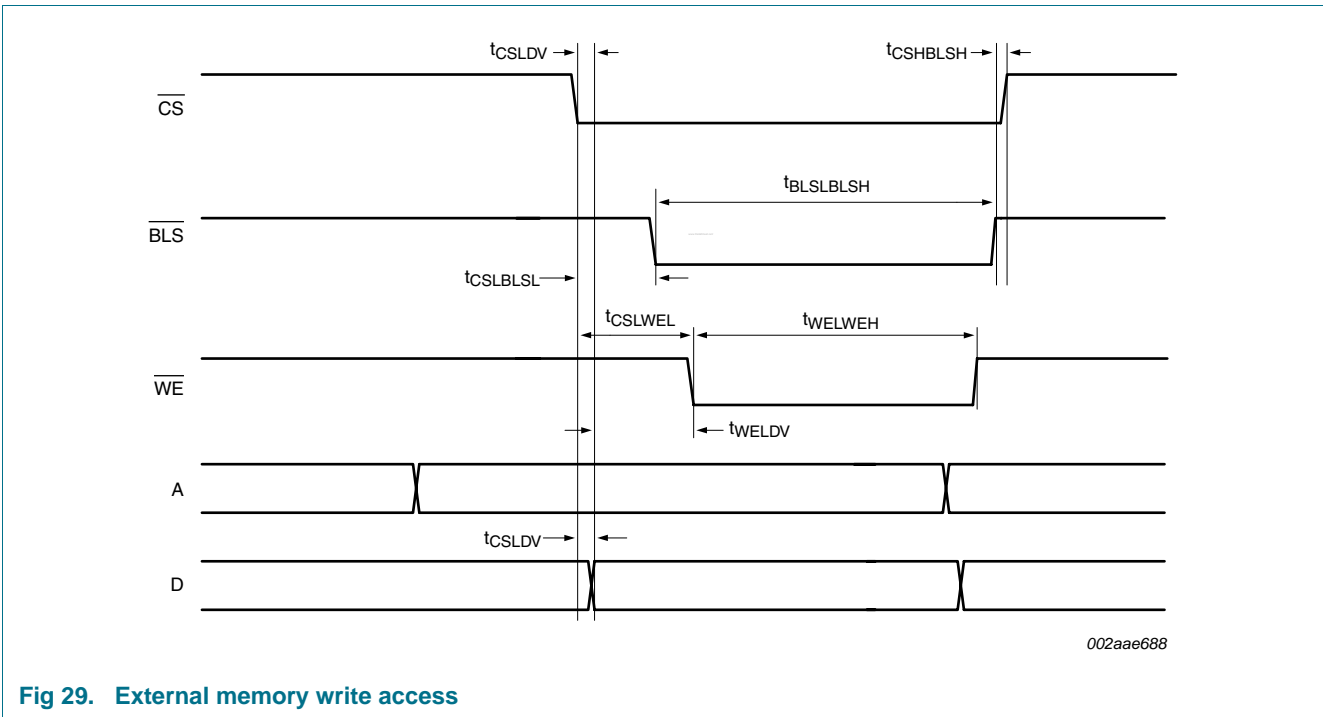 tCSLDV
tCSHBLSH
CS
tBLSLBLSH
BLS
tCSLBLSL
tCSLWEL
tWELWEH
WE
tWELDV
A
tCSLDV
D
002aae688
Fig 29. External memory write access